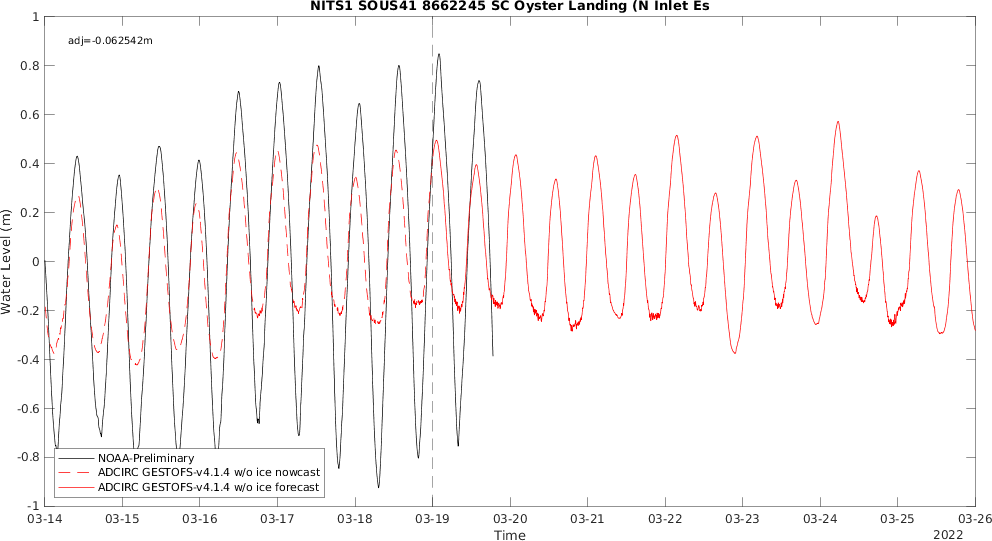 NITS1 SOUS41 8662245 SC Oyster Landing (N Inlet Es
adj=-0.062542m
Water Level (m)
1
0.8
0.6
0.4
0.2
0
-0.2
-0.4
-0.6
-0.8
-1
NOAA-Preliminary
ADCIRC GESTOFS-v4.1.4 w/o ice nowcast
ADCIRC GESTOFS-v4.1.4 w/o ice forecast
03-14 03-15 03-16 03-17 03-18 03-19 03-20 03-21 03-22 03-23 03-24 03-25 03-26
Time
2022